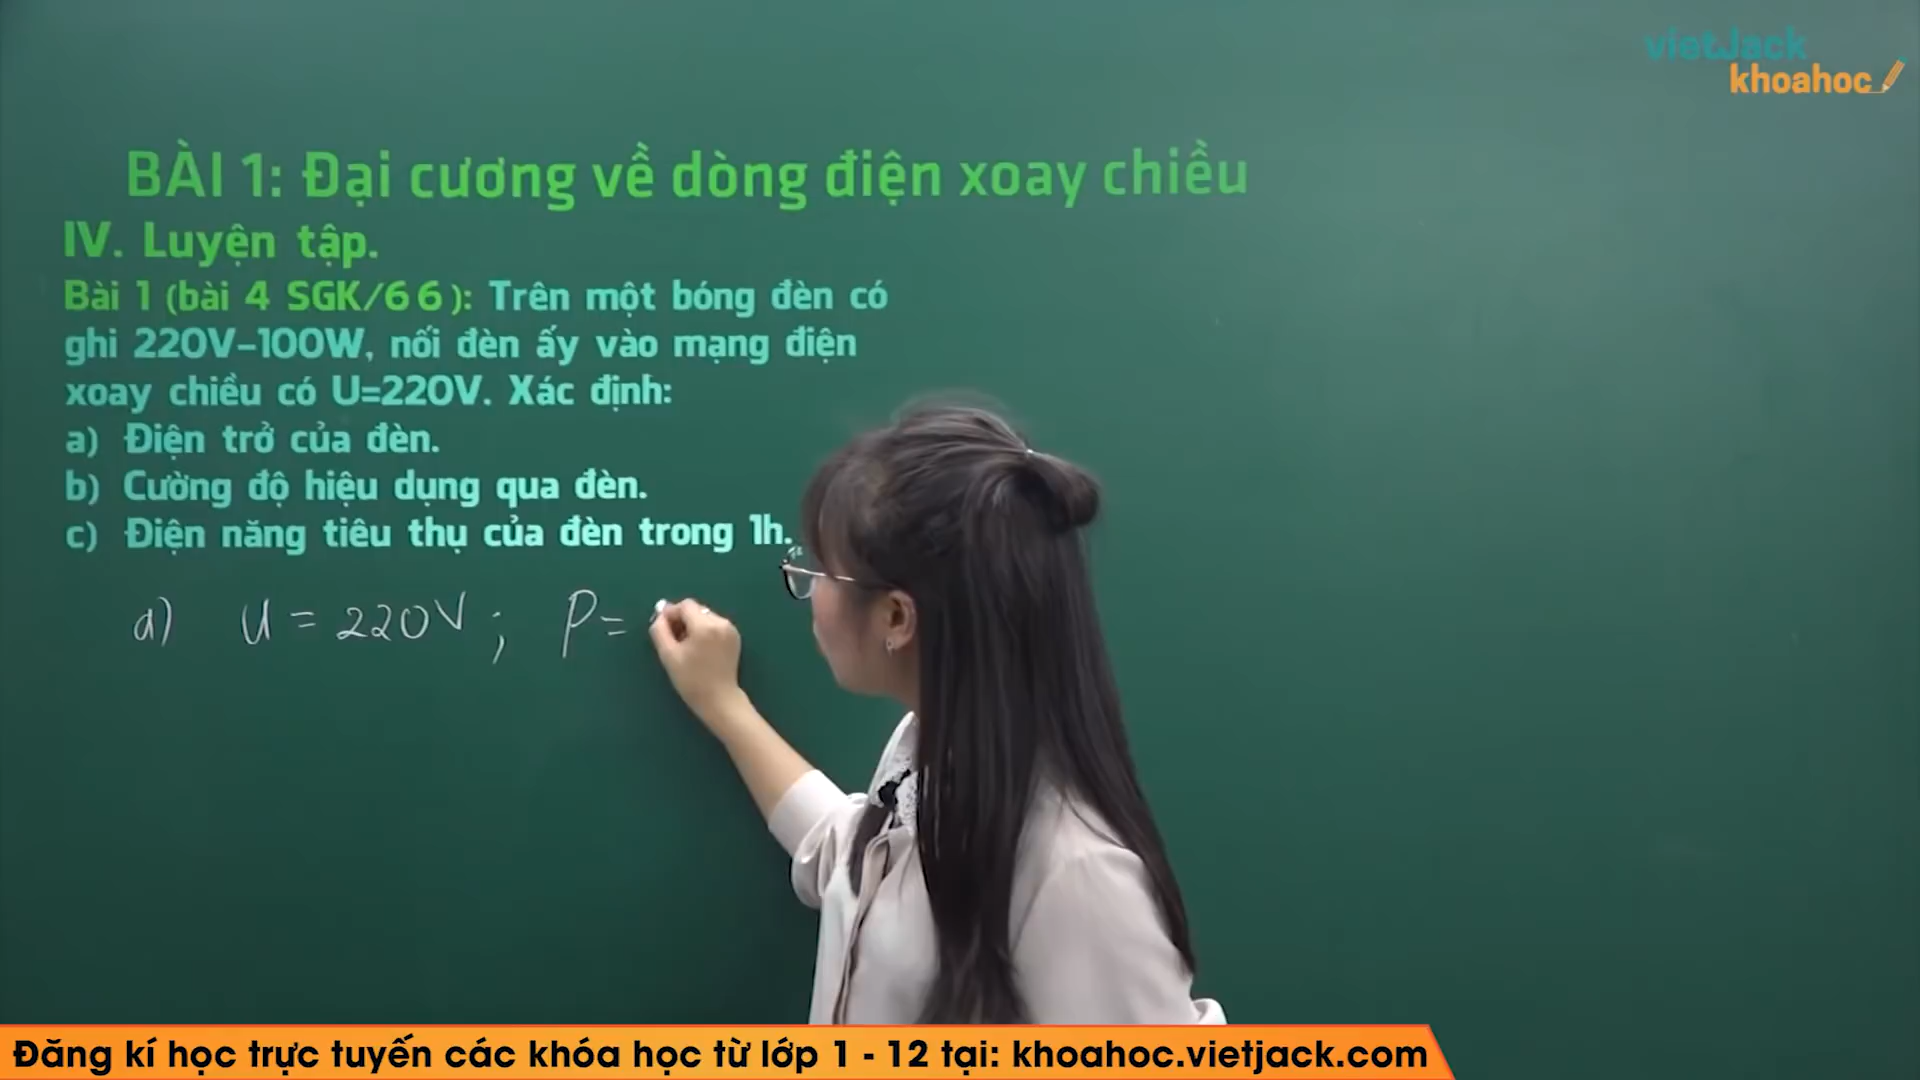 vietJack
khoahoc
BÀI 1: Đại cương về dòng điện xoay chiều
IV. Luyện tập.
Bài 1 (bài 4 SGK/66): Trên một bóng đèn có
ghi 220V-100W, nối đèn ấy vào mạng điện
xoay chiều có U=220V. Xác định:
a) Điện trở của đèn.
b) Cường độ hiệu dụng qua đèn.
c) Điện năng tiêu thụ của đèn trong 1h.
a) U = 220V ; P =
Đăng kí học trực tuyến các khóa học từ lớp 1 - 12 tại: khoahoc.vietjack.com